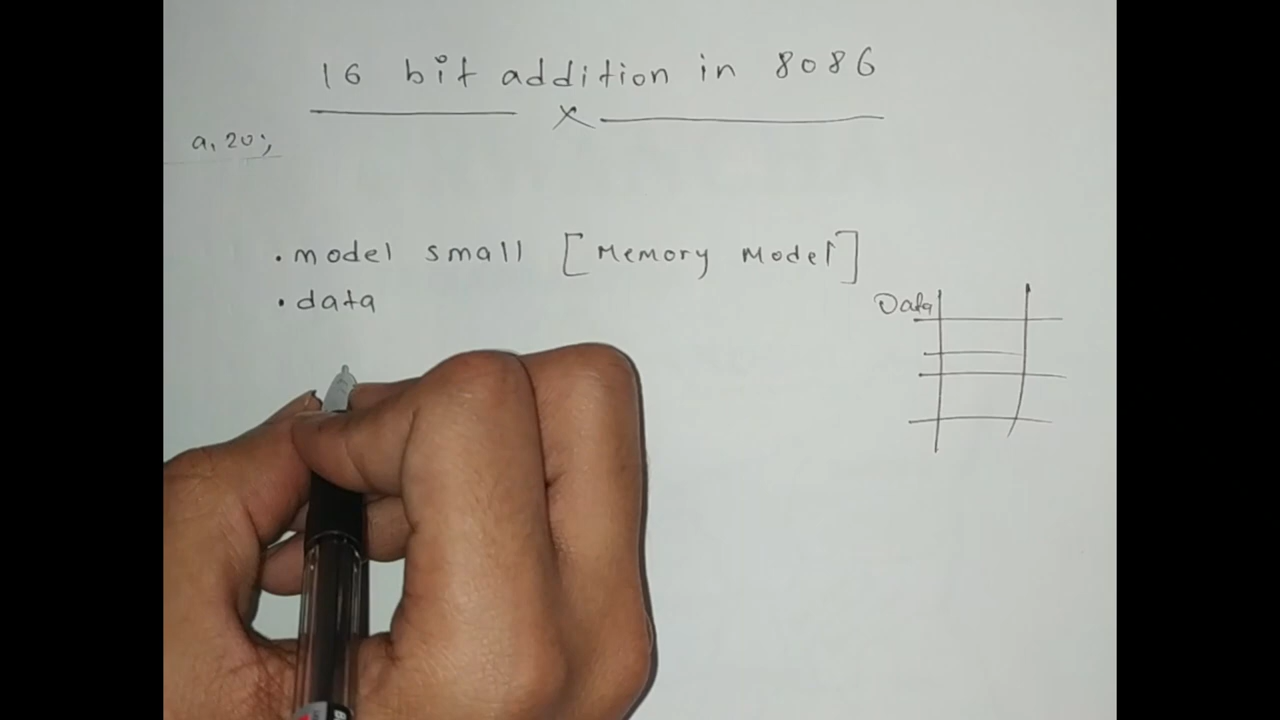 16 bit addition in 8086
x
a, 20;
.model small [Memory Model]
.data
Data